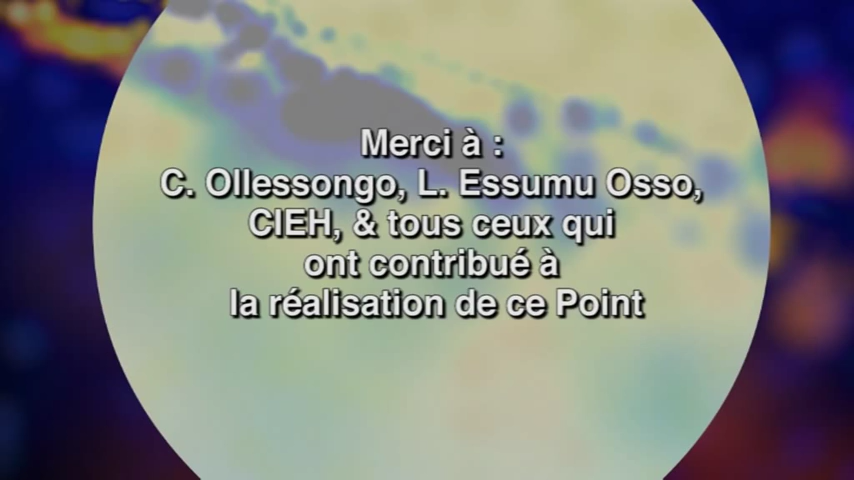 Merci à :
C. Ollessongo, L. Essumu Osso,
CIEH, & tous ceux qui
ont contribué à
la réalisation de ce Point